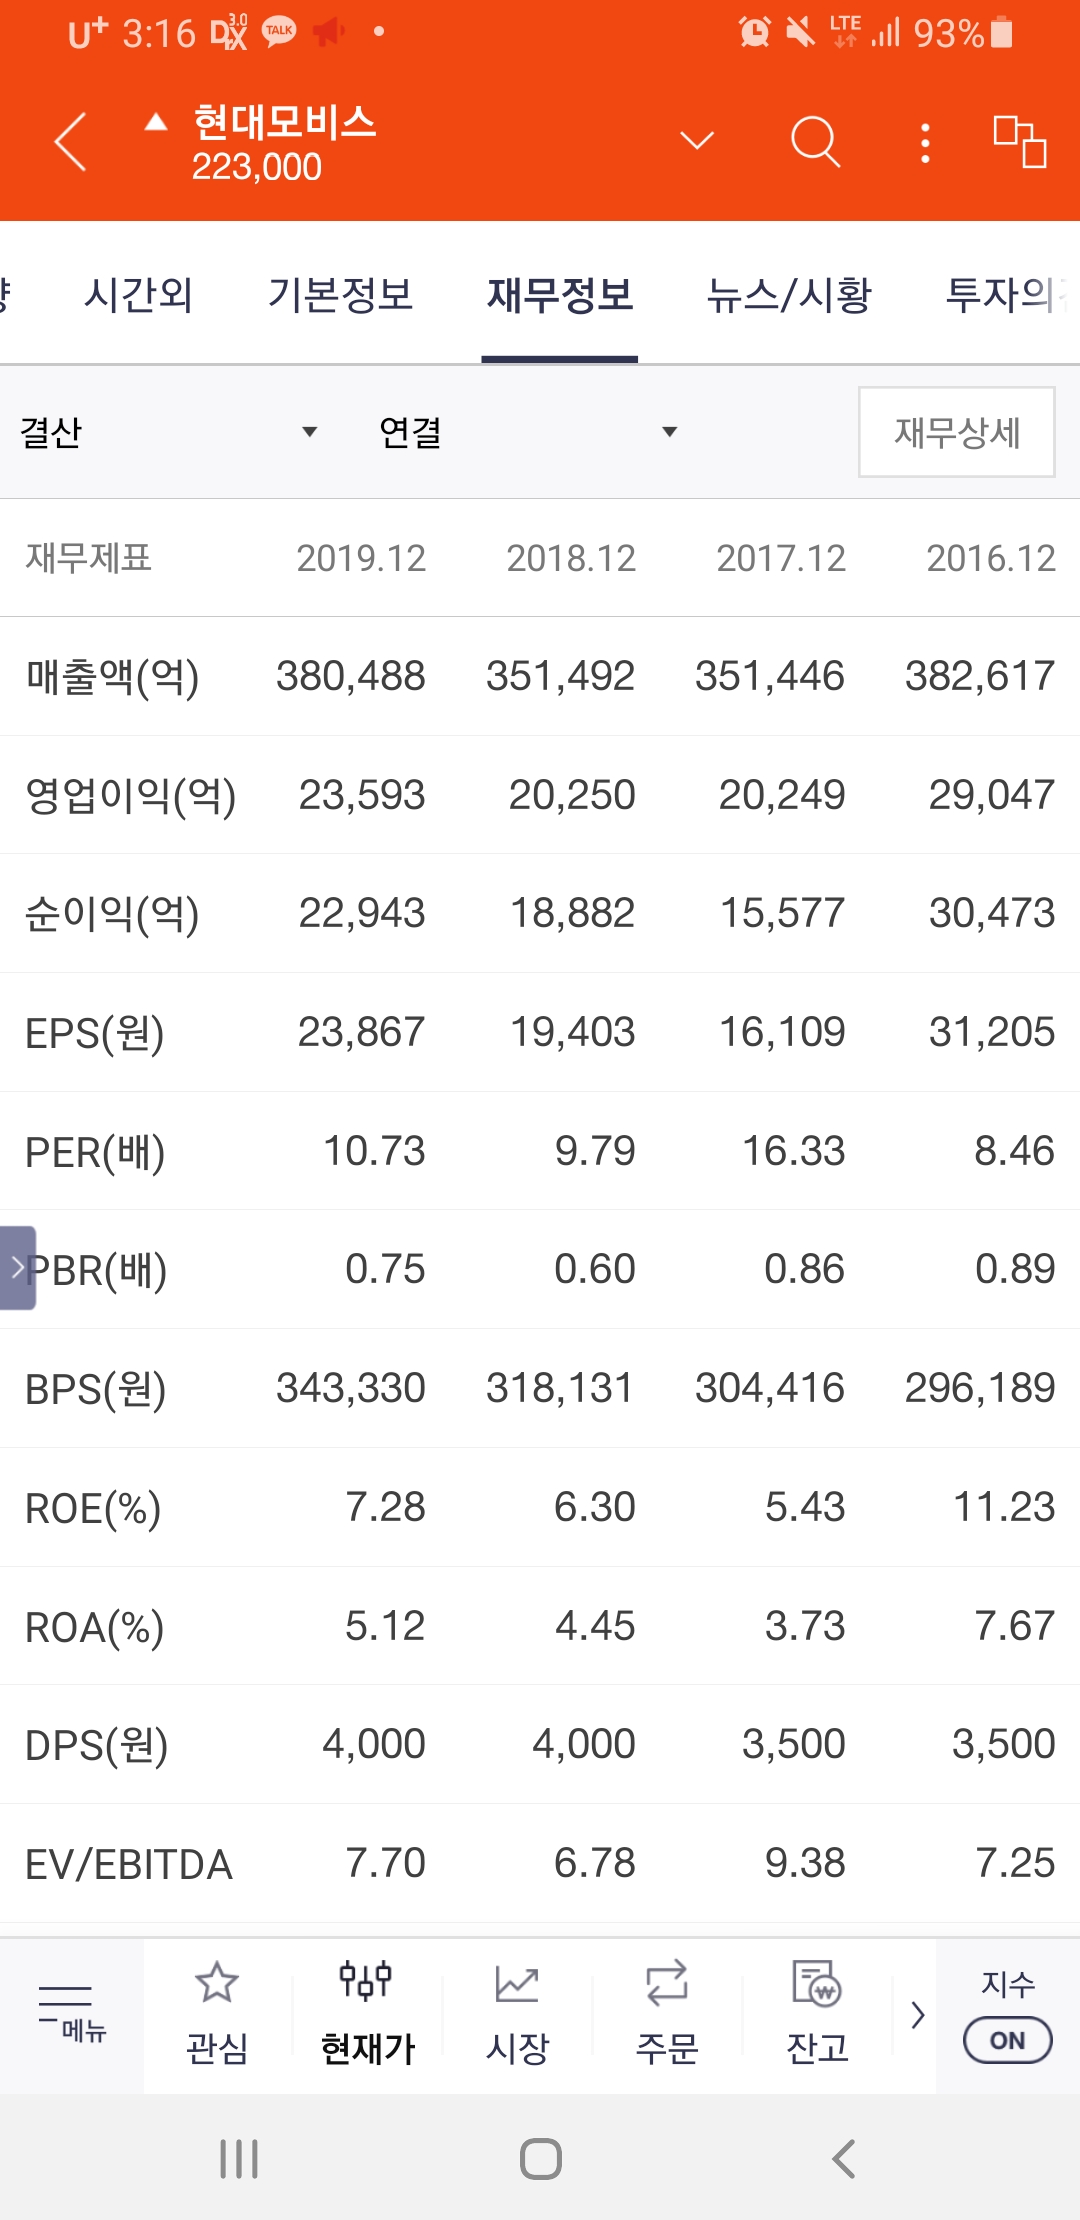 U+ 3:16 TALK LTE 93%
현대모비스
223,000
시간외 기본정보 재무정보 뉴스/시황 투자의
결산 연결 재무상세
재무제표 2019.12 2018.12 2017.12 2016.12
매출액(억) 380,488 351,492 351,446 382,617
영업이익(억) 23,593 20,250 20,249 29,047
순이익(억) 22,943 18,882 15,577 30,473
EPS(원) 23,867 19,403 16,109 31,205
PER(배) 10.73 9.79 16.33 8.46
PBR(배) 0.75 0.60 0.86 0.89
BPS(원) 343,330 318,131 304,416 296,189
ROE(%) 7.28 6.30 5.43 11.23
ROA(%) 5.12 4.45 3.73 7.67
DPS(원) 4,000 4,000 3,500 3,500
EV/EBITDA 7.70 6.78 9.38 7.25
메뉴 관심 현재가 시장 주문 잔고 지수
ON